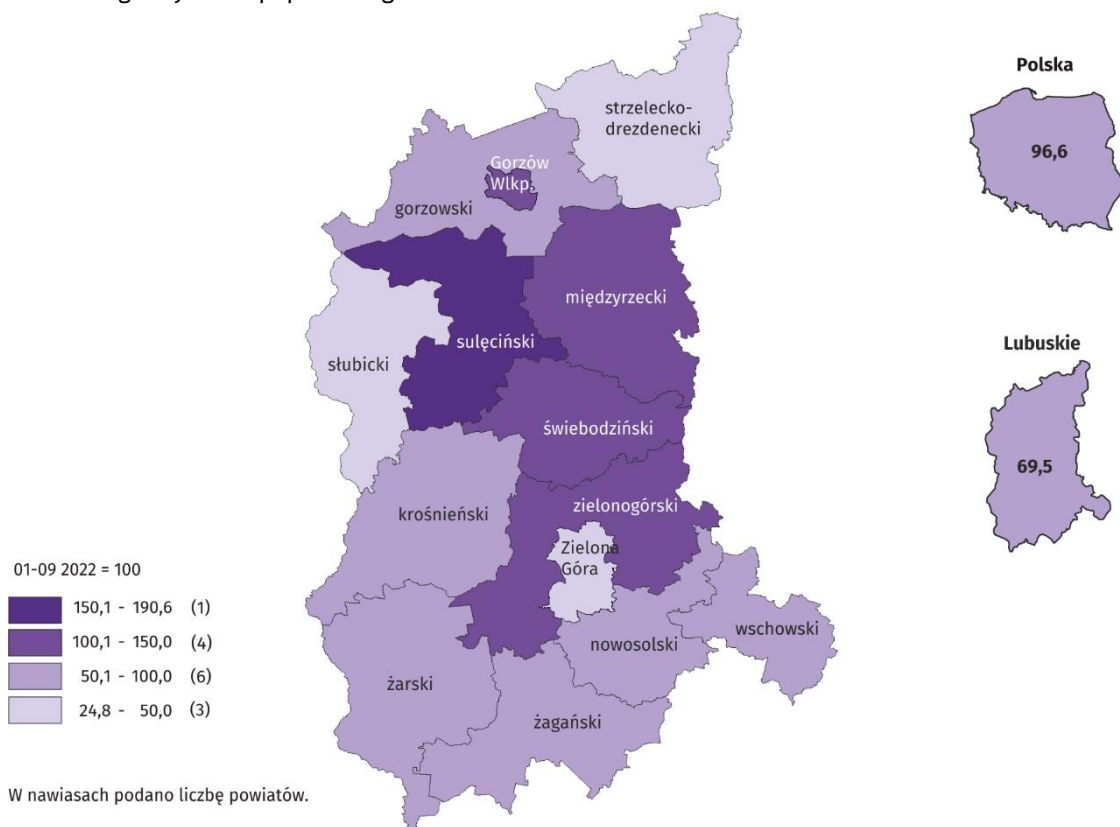 strzelecko-
drezdenecki
Gorzów
Wlkp.
gorzowski
międzyrzecki
sulęciński
słubicki
świebodziński
krośnieński
zielonogórski
Zielona
Góra
nowosolski
wschowski
żarski
żagański
Polska
96,6
Lubuskie
69,5
01-09 2022 = 100
150,1 - 190,6 (1)
100,1 - 150,0 (4)
50,1 - 100,0 (6)
24,8 - 50,0 (3)
W nawiasach podano liczbę powiatów.